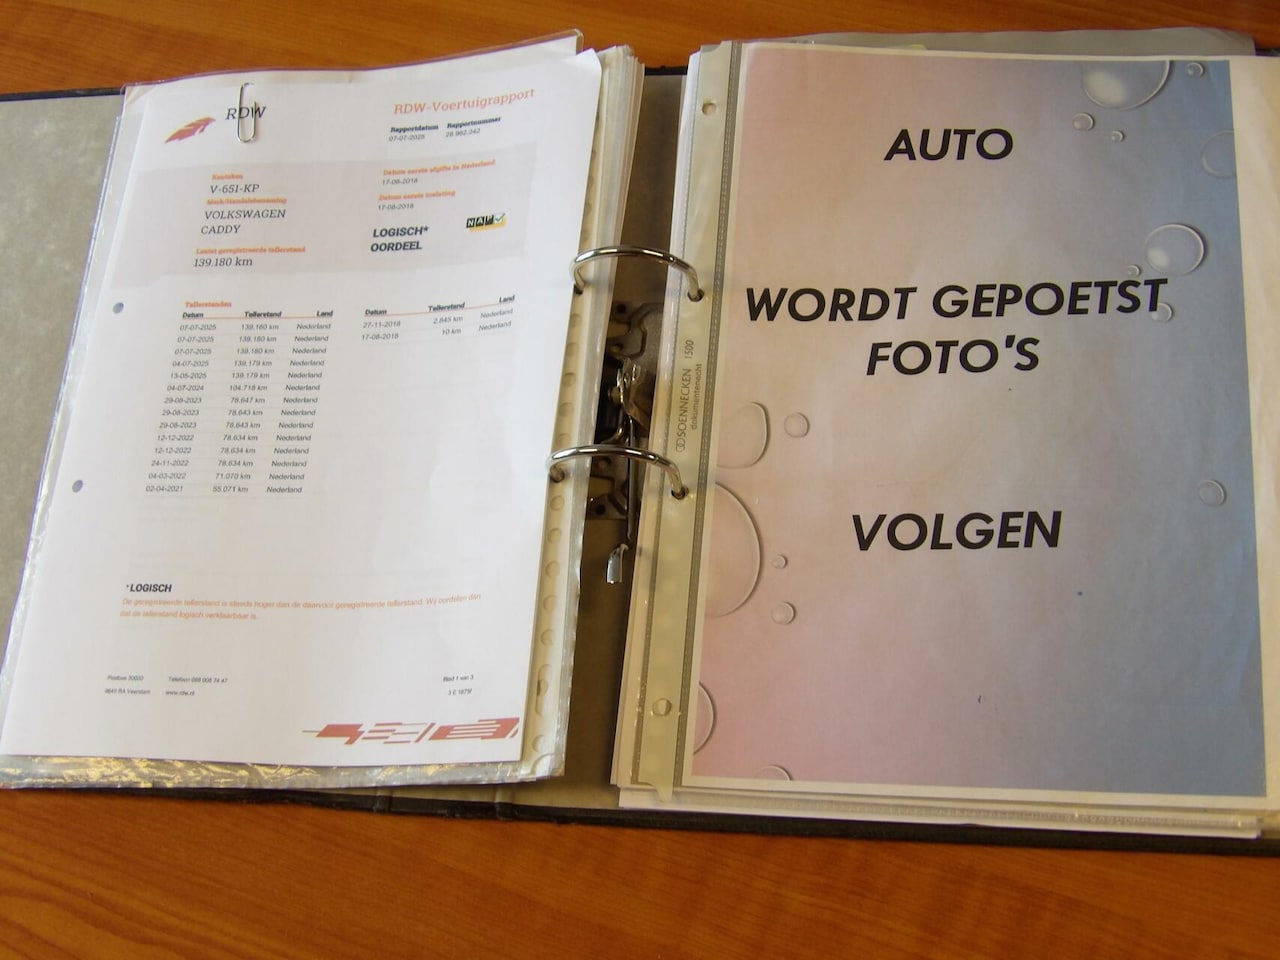 RDW
RDW-Voertuigrapport
Rapportdatum Rapportnummer
07-07-2025 28.962.242
Kenteken
V-651-KP
Merk/Handelsbenaming
VOLKSWAGEN
CADDY
Laatst geregistreerde tellerstand
139.180 km
Datum eerste afgifte in Nederland
17-08-2018
Datum eerste toelating
17-08-2018
LOGISCH*
OORDEEL
NAP
Tellerstanden
Datum Tellerstand Land
07-07-2025 139.180 km Nederland
07-07-2025 139.180 km Nederland
07-07-2025 139.180 km Nederland
04-07-2025 139.179 km Nederland
13-05-2025 139.179 km Nederland
04-07-2024 104.718 km Nederland
29-08-2023 78.647 km Nederland
29-08-2023 78.643 km Nederland
29-08-2023 78.643 km Nederland
12-12-2022 78.634 km Nederland
12-12-2022 78.634 km Nederland
24-11-2022 78.634 km Nederland
04-03-2022 71.070 km Nederland
02-04-2021 55.071 km Nederland
Datum Tellerstand Land
27-11-2018 2.845 km Nederland
17-08-2018 10 km Nederland
*LOGISCH
De geregistreerde tellerstand is steeds hoger dan de daarvoor geregistreerde tellerstand. Wij oordelen dan
dat de tellerstand logisch verklaarbaar is.
Postbus 30000 Telefoon 088 008 74 47
9640 RA Veendam www.rdw.nl
Blad 1 van 3
SOENNECKEN 1500
dokumentenecht
AUTO
WORDT GEPOETST
FOTO'S
VOLGEN